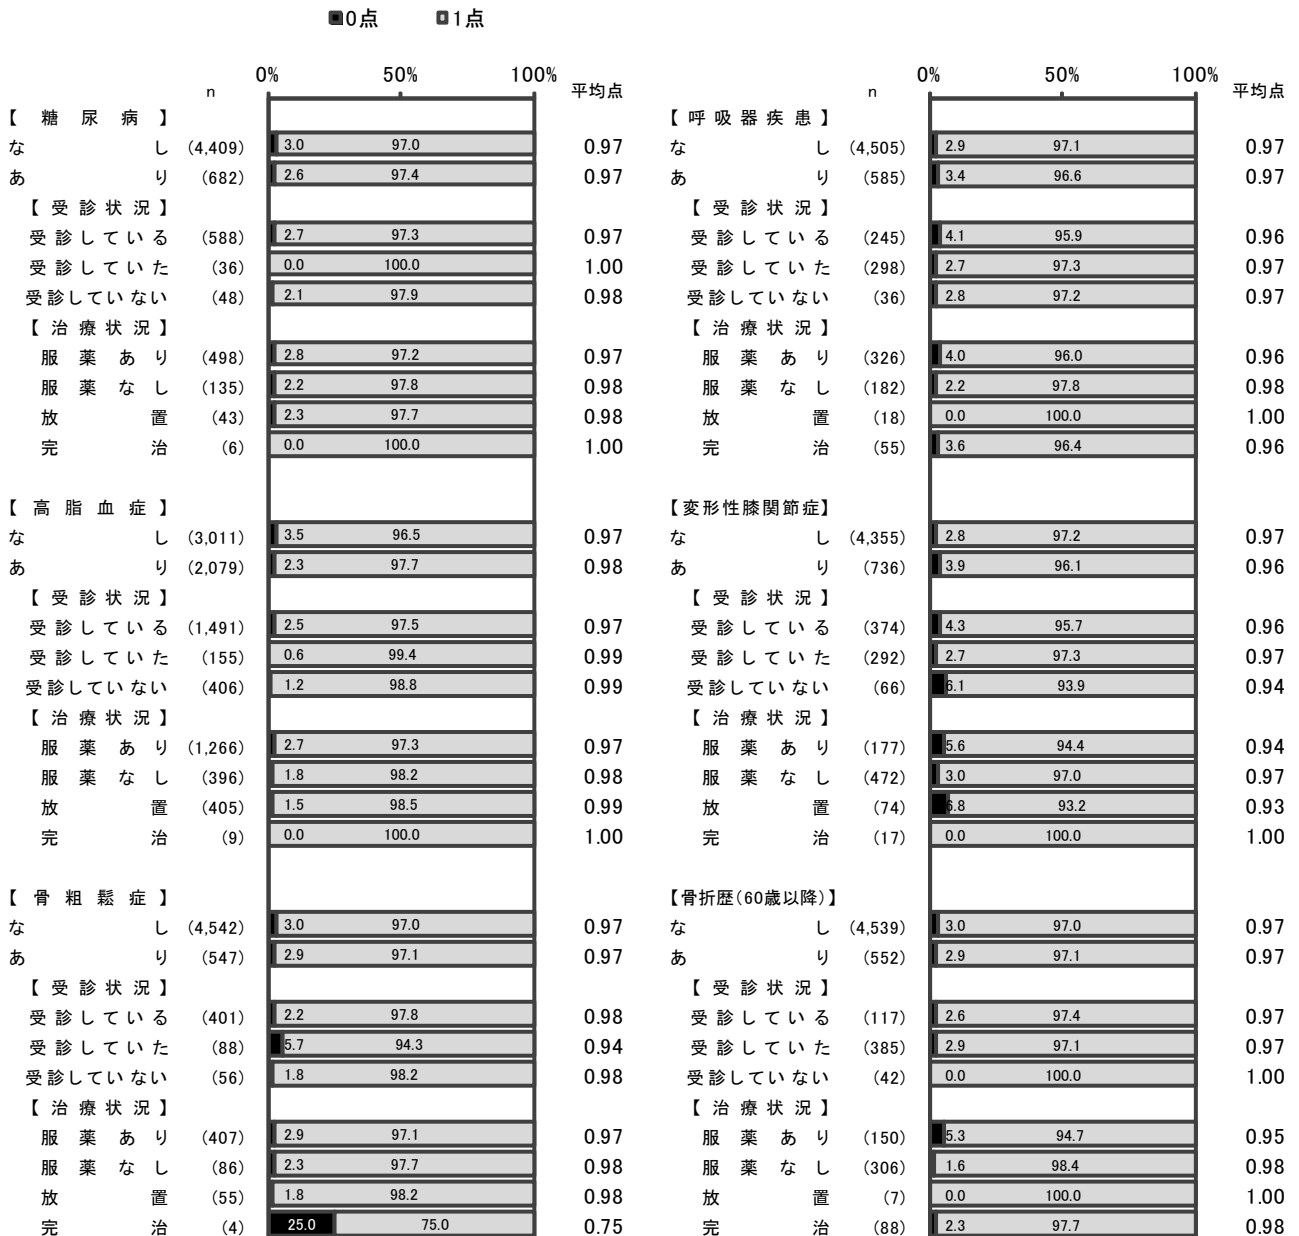 ■0点 □1点
0% 50% 100%
n 平均点
【 糖 尿 病 】
な し (4,409) 3.0 97.0 0.97
あ り (682) 2.6 97.4 0.97
【 受 診 状 況 】
受 診 し て い る (588) 2.7 97.3 0.97
受 診 し て い た (36) 0.0 100.0 1.00
受診していない (48) 2.1 97.9 0.98
【 治 療 状 況 】
服 薬 あ り (498) 2.8 97.2 0.97
服 薬 な し (135) 2.2 97.8 0.98
放 置 (43) 2.3 97.7 0.98
完 治 (6) 0.0 100.0 1.00
【 高 脂 血 症 】
な し (3,011) 3.5 96.5 0.97
あ り (2,079) 2.3 97.7 0.98
【 受 診 状 況 】
受 診 し て い る (1,491) 2.5 97.5 0.97
受 診 し て い た (155) 0.6 99.4 0.99
受診していない (406) 1.2 98.8 0.99
【 治 療 状 況 】
服 薬 あ り (1,266) 2.7 97.3 0.97
服 薬 な し (396) 1.8 98.2 0.98
放 置 (405) 1.5 98.5 0.99
完 治 (9) 0.0 100.0 1.00
【 骨 粗 鬆 症 】
な し (4,542) 3.0 97.0 0.97
あ り (547) 2.9 97.1 0.97
【 受 診 状 況 】
受 診 し て い る (401) 2.2 97.8 0.98
受 診 し て い た (88) 5.7 94.3 0.94
受診していない (56) 1.8 98.2 0.98
【 治 療 状 況 】
服 薬 あ り (407) 2.9 97.1 0.97
服 薬 な し (86) 2.3 97.7 0.98
放 置 (55) 1.8 98.2 0.98
完 治 (4) 25.0 75.0 0.75
0% 50% 100%
n 平均点
【 呼 吸 器 疾 患 】
な し (4,505) 2.9 97.1 0.97
あ り (585) 3.4 96.6 0.97
【 受 診 状 況 】
受 診 し て い る (245) 4.1 95.9 0.96
受 診 し て い た (298) 2.7 97.3 0.97
受診していない (36) 2.8 97.2 0.97
【 治 療 状 況 】
服 薬 あ り (326) 4.0 96.0 0.96
服 薬 な し (182) 2.2 97.8 0.98
放 置 (18) 0.0 100.0 1.00
完 治 (55) 3.6 96.4 0.96
【変形性膝関節症】
な し (4,355) 2.8 97.2 0.97
あ り (736) 3.9 96.1 0.96
【 受 診 状 況 】
受 診 し て い る (374) 4.3 95.7 0.96
受 診 し て い た (292) 2.7 97.3 0.97
受診していない (66) 6.1 93.9 0.94
【 治 療 状 況 】
服 薬 あ り (177) 5.6 94.4 0.94
服 薬 な し (472) 3.0 97.0 0.97
放 置 (74) 6.8 93.2 0.93
完 治 (17) 0.0 100.0 1.00
【骨折歴(60歳以降)】
な し (4,539) 3.0 97.0 0.97
あ り (552) 2.9 97.1 0.97
【 受 診 状 況 】
受 診 し て い る (117) 2.6 97.4 0.97
受 診 し て い た (385) 2.9 97.1 0.97
受診していない (42) 0.0 100.0 1.00
【 治 療 状 況 】
服 薬 あ り (150) 5.3 94.7 0.95
服 薬 な し (306) 1.6 98.4 0.98
放 置 (7) 0.0 100.0 1.00
完 治 (88) 2.3 97.7 0.98